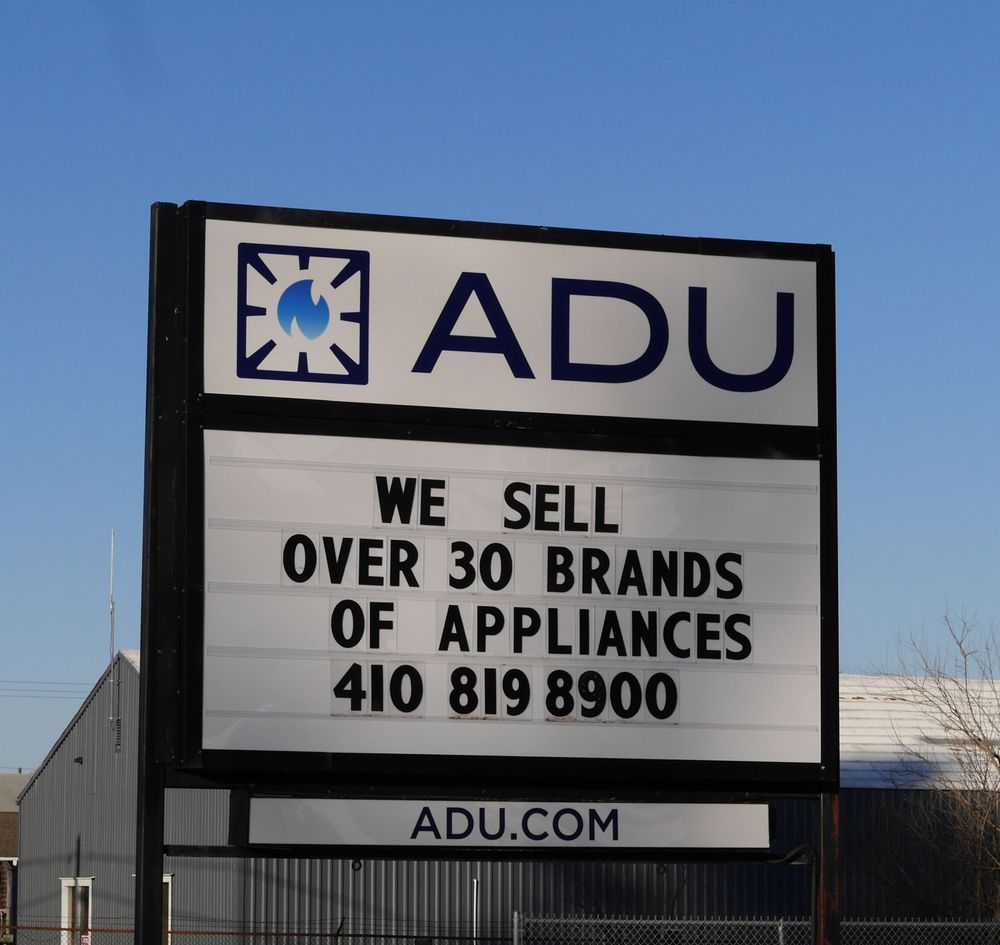 ADU
WE SELL
OVER 30 BRANDS
OF APPLIANCES
410 819 8900
ADU.COM